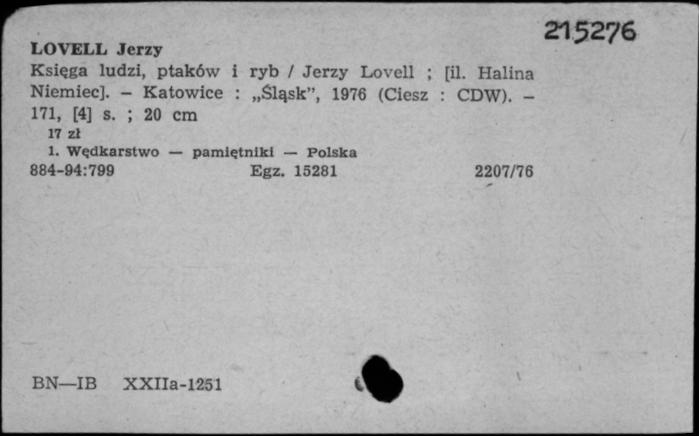 215276
LOVELL Jerzy
Księga ludzi, ptaków i ryb / Jerzy Lovell ; [il. Halina
Niemiec]. — Katowice : „Śląsk”, 1976 (Ciesz : CDW). —
171, [4] s. ; 20 cm
17 zł
1. Wędkarstwo — pamiętniki — Polska
884-94:799 Egz. 15281 2207/76
BN—IB XXIIa-1251